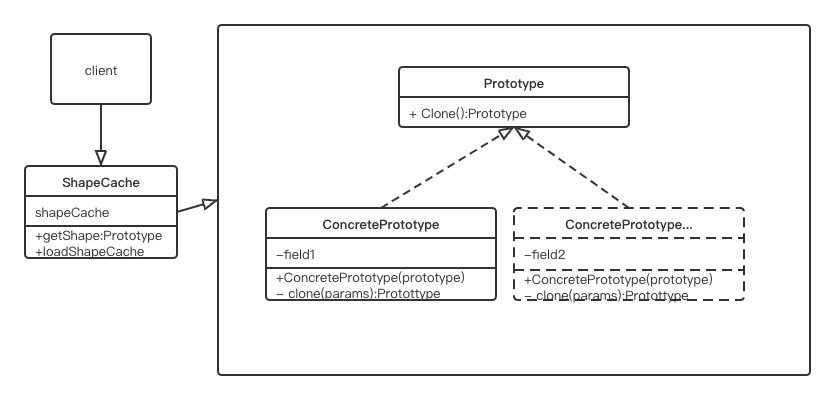 client
Prototype
+ Clone():Prototype
ShapeCache
shapeCache
+getShape:Prototype
+loadShapeCache
ConcretePrototype
−field1
+ConcretePrototype(prototype)
− clone(params):Protottype
ConcretePrototype...
−field2
+ConcretePrototype(prototype)
− clone(params):Protottype